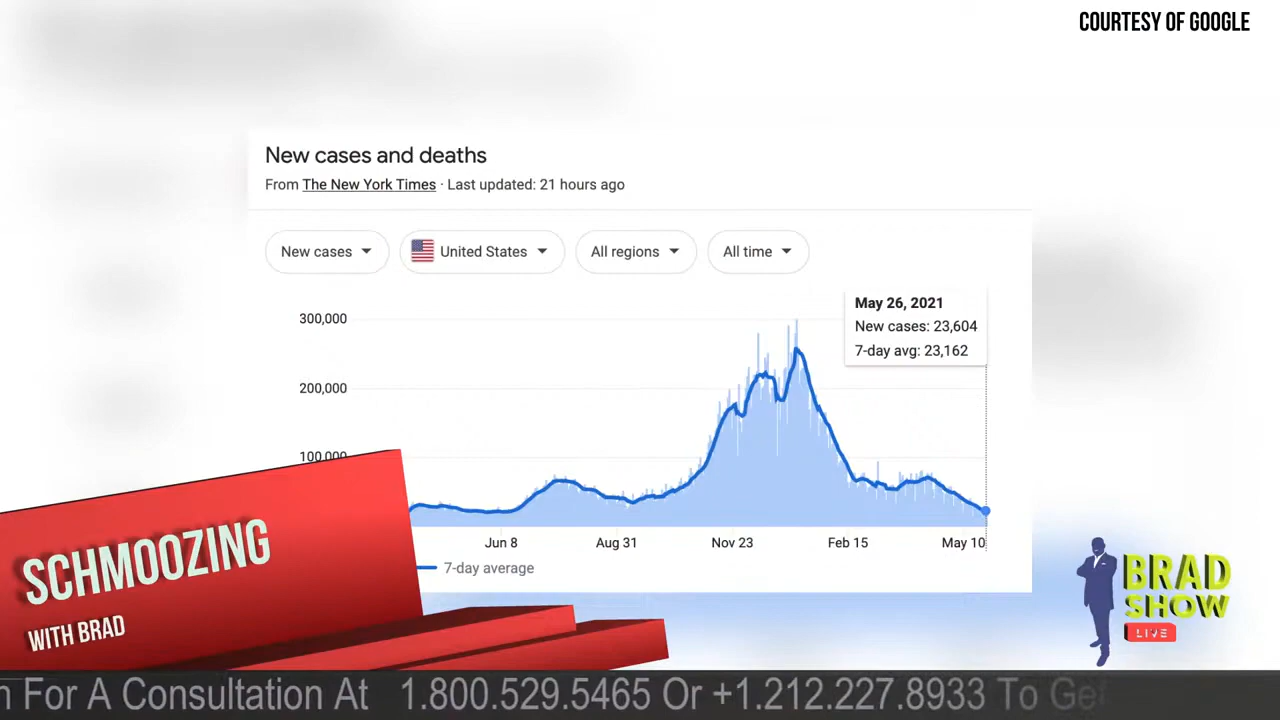 COURTESY OF GOOGLE
New cases and deaths
From The New York Times · Last updated: 21 hours ago
New cases
United States
All regions
All time
May 26, 2021
New cases: 23,604
7-day avg: 23,162
300,000
200,000
100,000
Jun 8
Aug 31
Nov 23
Feb 15
May 10
7-day average
SCHMOOZING
WITH BRAD
BRAD
SHOW
LIVE
For A Consultation At 1.800.529.5465 Or +1.212.227.8933 To